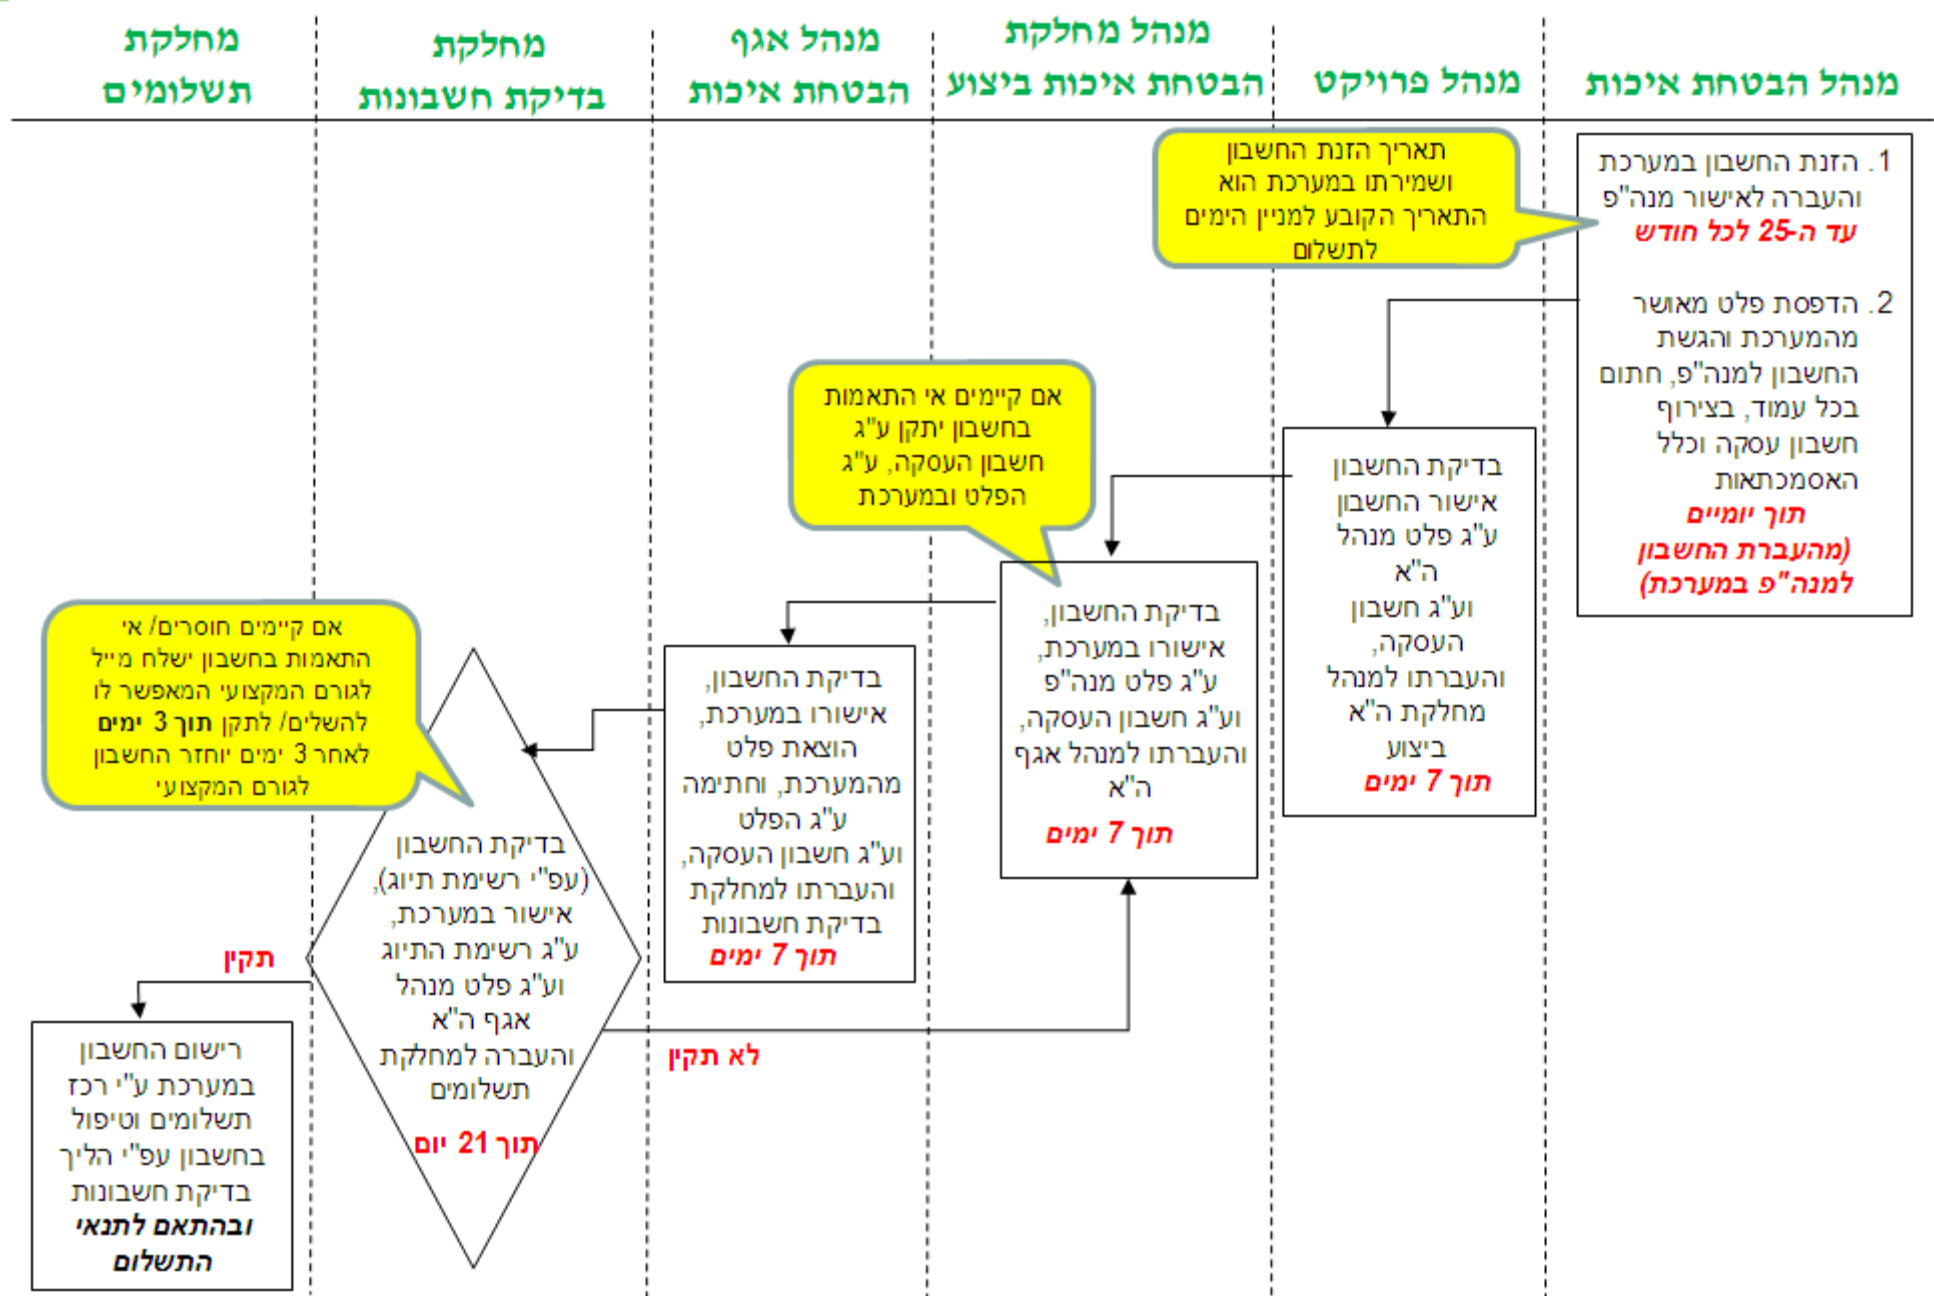 מנהל הבטחת איכות
מנהל פרויקט
מנהל מחלקת
הבטחת איכות ביצוע
מנהל אגף
הבטחת איכות
מחלקת
בדיקת חשבונות
מחלקת
תשלומים
1. הזנת החשבון במערכת
והעברה לאישור מנה"פ
עד ה-25 לכל חודש
2. הדפסת פלט מאושר
מהמערכת והגשת
החשבון למנה"פ, חתום
בכל עמוד, בצירוף
חשבון עסקה וכלל
האסמכתאות
תוך יומיים
(מהעברת החשבון
למנה"פ במערכת)
תאריך הזנת החשבון
ושמירתו במערכת הוא
התאריך הקובע למניין הימים
לתשלום
בדיקת החשבון
אישור החשבון
ע"ג פלט מנהל
ה"א
וע"ג חשבון
העסקה,
והעברתו למנהל
מחלקת ה"א
ביצוע
תוך 7 ימים
אם קיימים אי התאמות
בחשבון יתקן ע"ג
חשבון העסקה, ע"ג
הפלט ובמערכת
בדיקת החשבון,
אישורו במערכת,
ע"ג פלט מנה"פ
וע"ג חשבון העסקה,
והעברתו למנהל אגף
ה"א
תוך 7 ימים
בדיקת החשבון,
אישורו במערכת,
הוצאת פלט
מהמערכת, וחתימה
ע"ג הפלט
וע"ג חשבון העסקה,
והעברתו למחלקת
בדיקת חשבונות
תוך 7 ימים
אם קיימים חוסרים/ אי
התאמות בחשבון ישלח מייל
לגורם המקצועי המאפשר לו
להשלים/ לתקן תוך 3 ימים
לאחר 3 ימים יוחזר החשבון
לגורם המקצועי
בדיקת החשבון
(עפ"י רשימת תיוג),
אישור במערכת,
ע"ג רשימת התיוג
וע"ג פלט מנהל
אגף ה"א
והעברה למחלקת
תשלומים
תוך 21 יום
לא תקין
תקין
רישום החשבון
במערכת ע"י רכז
תשלומים וטיפול
בחשבון עפ"י הליך
בדיקת חשבונות
ובהתאם לתנאי
התשלום